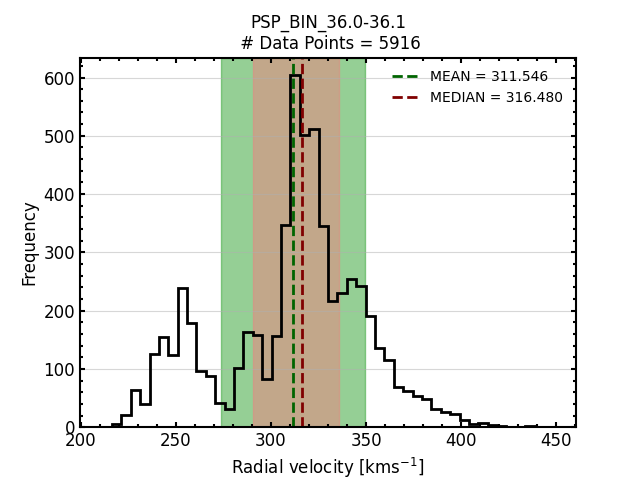 PSP_BIN_36.0-36.1
# Data Points = 5916
MEAN = 311.546
MEDIAN = 316.480
600
500
400
300
200
100
0
Frequency
200 250 300 350 400 450
Radial velocity [kms⁻¹]